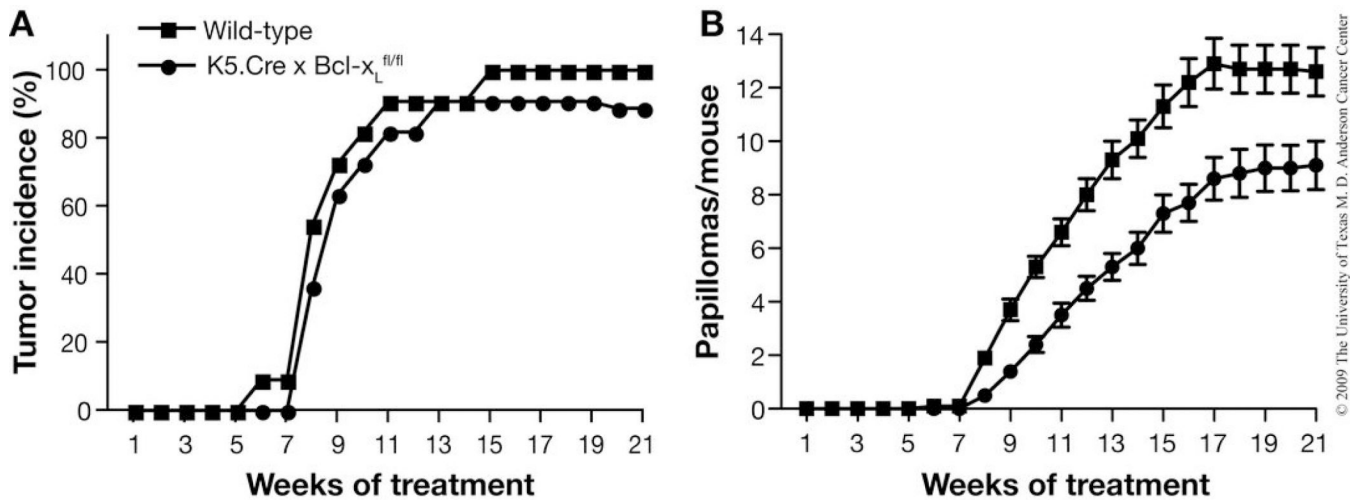 A
Wild-type
K5.Cre x Bcl-x_L^fl/fl
Tumor incidence (%)
100
80
60
40
20
0
1 3 5 7 9 11 13 15 17 19 21
Weeks of treatment
B
Papillomas/mouse
14
12
10
8
6
4
2
0
1 3 5 7 9 11 13 15 17 19 21
Weeks of treatment
© 2009 The University of Texas M. D. Anderson Cancer Center